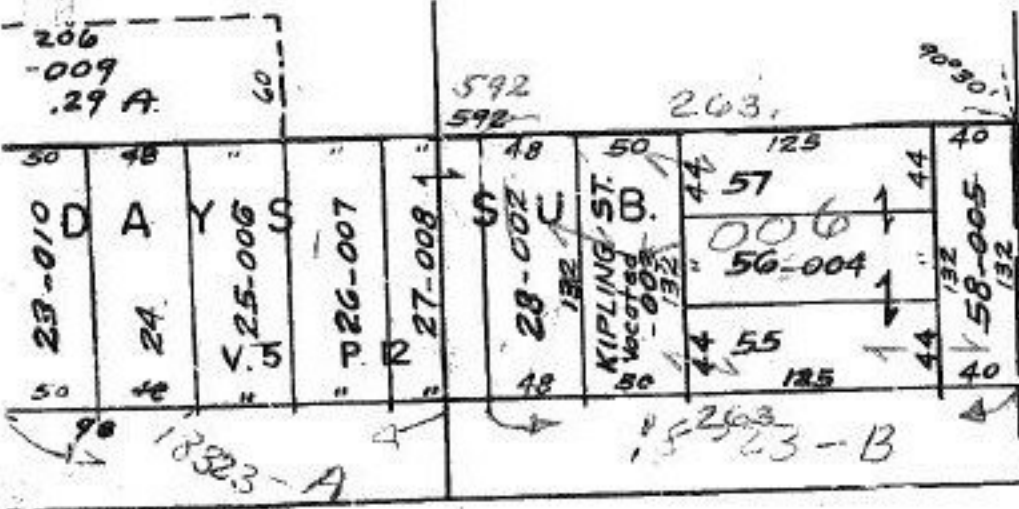 206
-009
.29 A.
60
592
592
263.
90°30'
50 48 " " " 48 50 125 40
DAYS SUB.
23-010
24
25-006
26-007
27-008
28-002
132
KIPLING ST.
Vacated
-003
132
44 57 44
006
" 56-004 "
44 55 44
132
58-005
132
V.5 P.12
50 48 " " " 48 50 125 40
98
18323-A
263
23-B